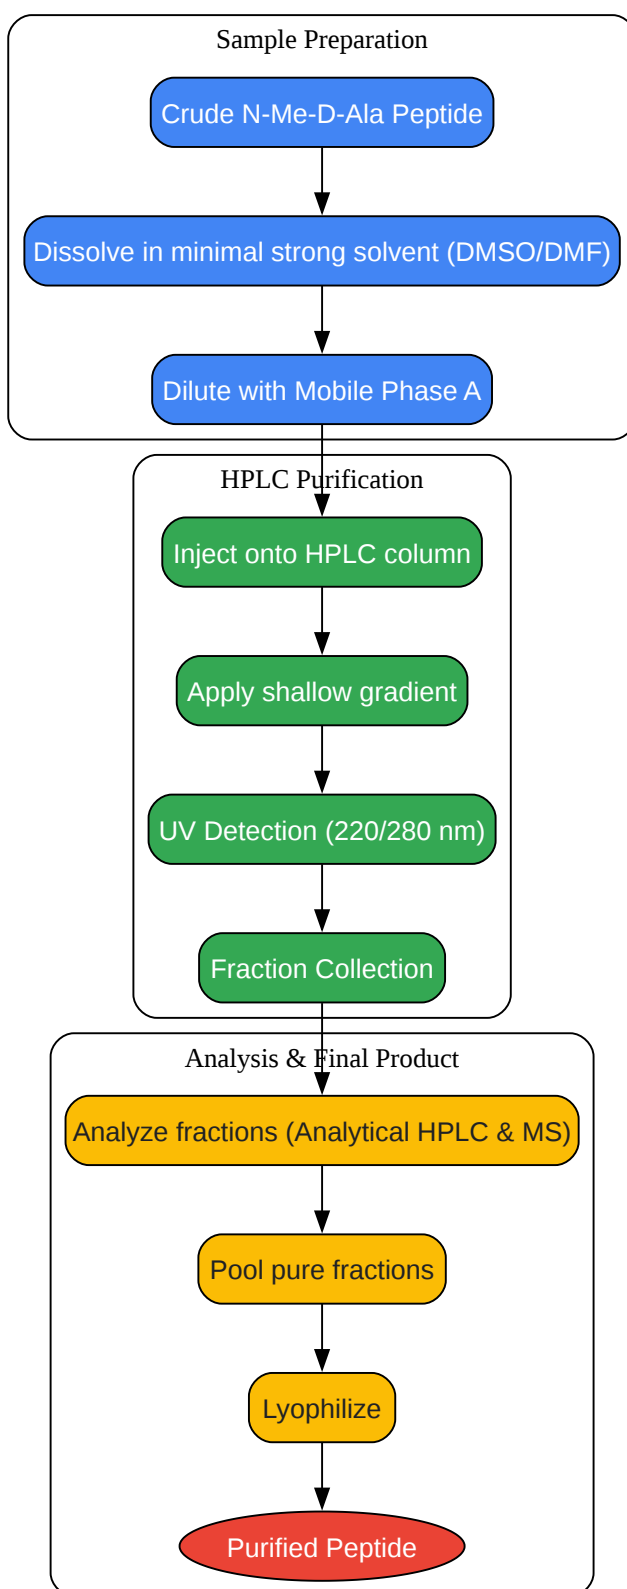 Sample Preparation
Crude N-Me-D-Ala Peptide
Dissolve in minimal strong solvent (DMSO/DMF)
Dilute with Mobile Phase A
HPLC Purification
Inject onto HPLC column
Apply shallow gradient
UV Detection (220/280 nm)
Fraction Collection
Analysis & Final Product
Analyze fractions (Analytical HPLC & MS)
Pool pure fractions
Lyophilize
Purified Peptide